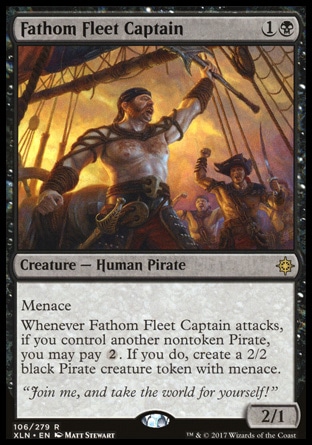 Fathom Fleet Captain 1
Creature — Human Pirate
Menace
Whenever Fathom Fleet Captain attacks,
if you control another nontoken Pirate,
you may pay 2. If you do, create a 2/2
black Pirate creature token with menace.
"Join me, and take the world for yourself!"
2/1
106/279 R
XLN • EN Matt Stewart
™ & © 2017 Wizards of the Coast